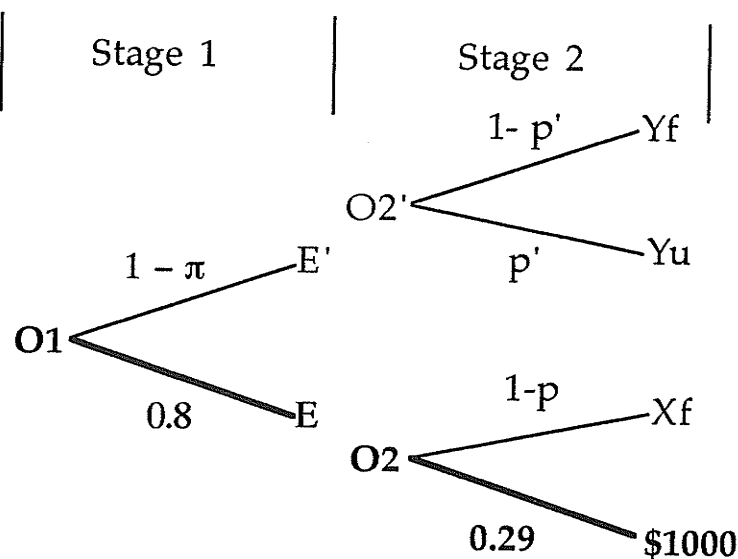 Stage 1
Stage 2
1- p'
Yf
O2'
p'
Yu
1 – π
E'
O1
0.8
E
1-p
Xf
O2
0.29
$1000